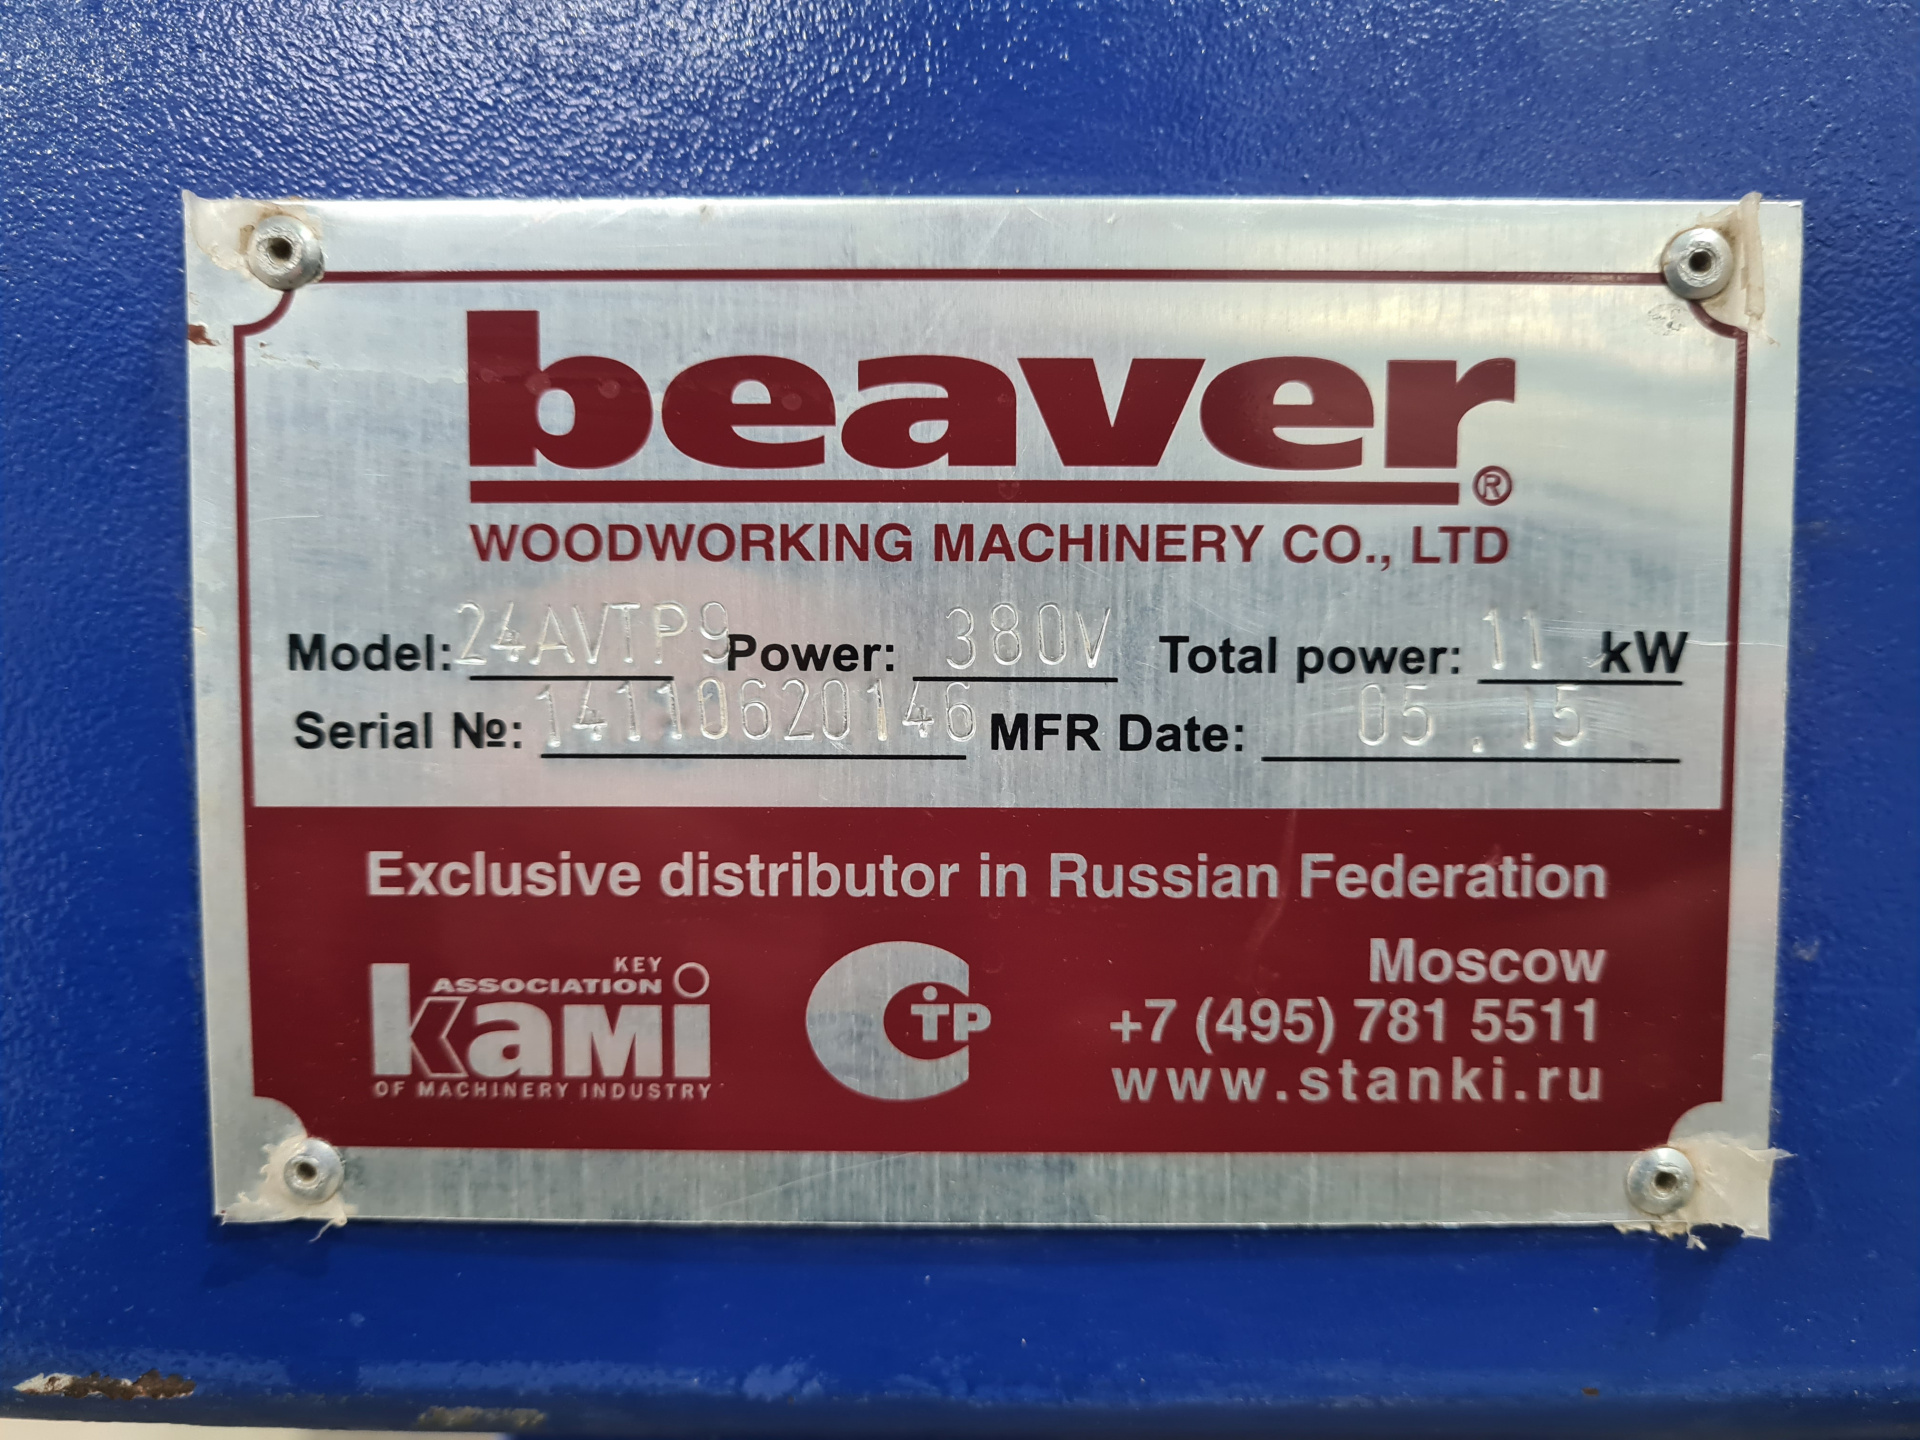 beaver®
WOODWORKING MACHINERY CO., LTD
Model: 24AVTP9 Power: 380V Total power: 11 kW
Serial №: 14110620146 MFR Date: 05.15
Exclusive distributor in Russian Federation
KEY
ASSOCIATION
KAMI
OF MACHINERY INDUSTRY
СТР
Moscow
+7 (495) 781 5511
www.stanki.ru